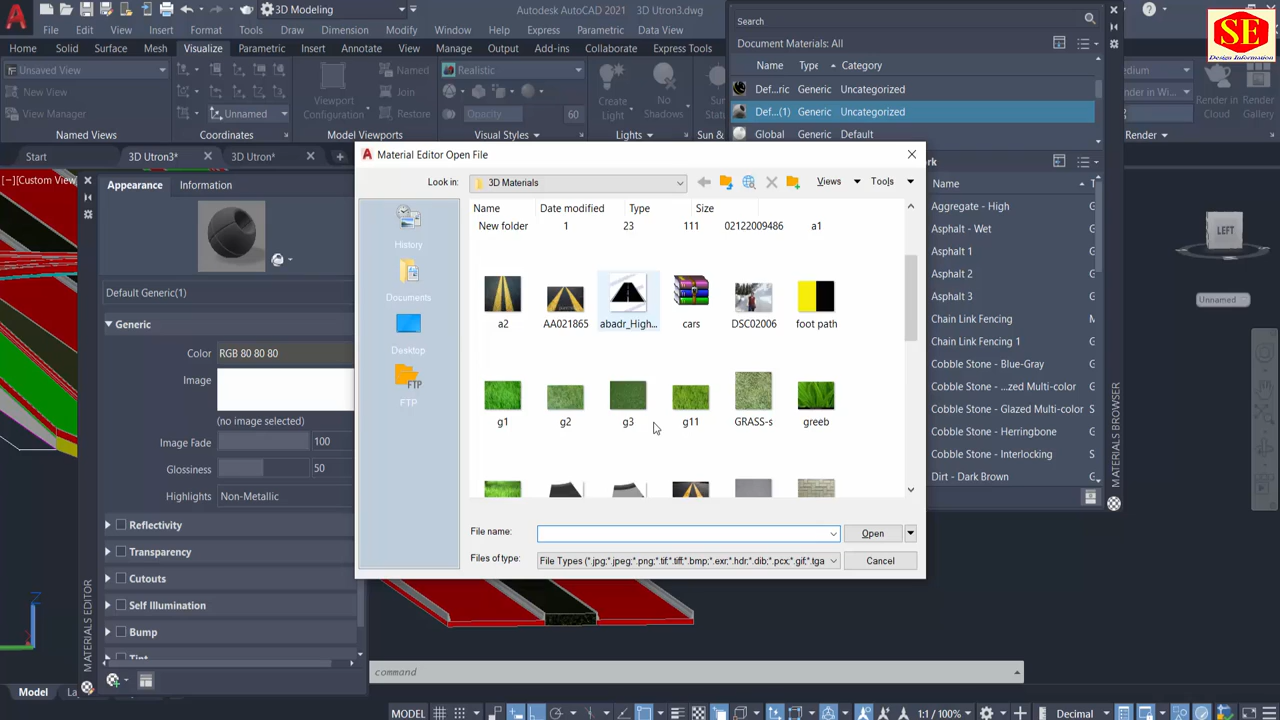 3D Modeling
Autodesk AutoCAD 2021 3D Utron3.dwg
File Edit View Insert Format Tools Draw Dimension Modify Window Help Express Parametric Data View
Home Solid Surface Mesh Visualize Parametric Insert Annotate View Manage Output Add-ins Collaborate Express Tools
Unsaved View
New View
View Manager
Named Views
Unnamed
Coordinates
Viewport Configuration
Named
Join
Restore
Model Viewports
Realistic
Opacity 60
Visual Styles
Create Light
No Shadows
Lights
Sun &
Render in Cloud
Render Gallery
Render
SE
Design Information
Start 3D Utron3* 3D Utron*
Search
Document Materials: All
Name Type Category
Def...ric Generic Uncategorized
Def...(1) Generic Uncategorized
Global Generic Default
Name
Aggregate - High
Asphalt - Wet
Asphalt 1
Asphalt 2
Asphalt 3
Chain Link Fencing
Chain Link Fencing 1
Cobble Stone - Blue-Gray
Cobble Stone - ...zed Multi-color
Cobble Stone - Glazed Multi-color
Cobble Stone - Herringbone
Cobble Stone - Interlocking
Dirt - Dark Brown
MATERIALS BROWSER
LEFT
Unnamed
[−][Custom View
Appearance Information
Default Generic(1)
Generic
Color RGB 80 80 80
Image
(no image selected)
Image Fade 100
Glossiness 50
Highlights Non-Metallic
Reflectivity
Transparency
Cutouts
Self Illumination
Bump
Tint
MATERIALS EDITOR
Material Editor Open File
Look in: 3D Materials Views Tools
History
Documents
Desktop
FTP
FTP
Name Date modified Type Size
New folder 1 23 111 02122009486 a1
a2 AA021865 abadr_High... cars DSC02006 foot path
g1 g2 g3 g11 GRASS-s greeb
File name: Open
Files of type: File Types (*.jpg;*.jpeg;*.png;*.tif;*.tiff;*.bmp;*.exr;*.hdr;*.dib;*.pcx;*.gif;*.tga Cancel
Z
command
Model
MODEL 1:1 / 100% Decimal